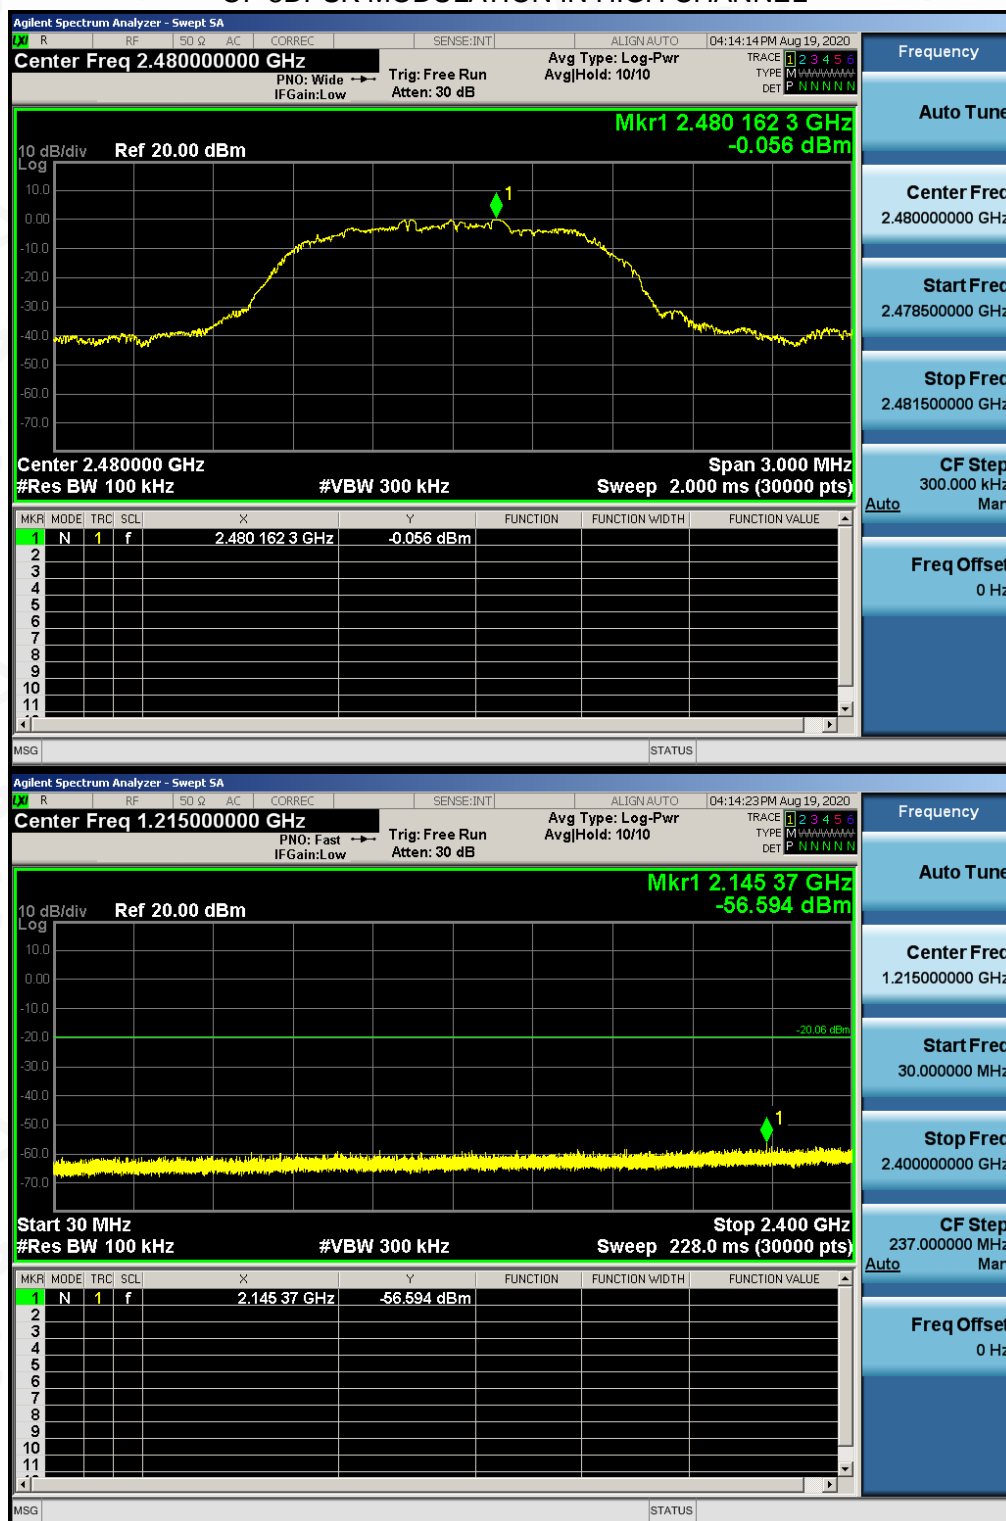 OF 8DPSK MODULATION IN HIGH CHANNEL
Agilent Spectrum Analyzer - Swept SA
LXI R RF 50 Ω AC CORREC SENSE:INT ALIGN AUTO 04:14:14 PM Aug 19, 2020
Center Freq 2.480000000 GHz
PNO: Wide
IFGain:Low
Trig: Free Run
Atten: 30 dB
Avg Type: Log-Pwr
Avg|Hold: 10/10
TRACE 1 2 3 4 5 6
TYPE M WWWWW
DET P N N N N N
Mkr1 2.480 162 3 GHz
-0.056 dBm
10 dB/div Ref 20.00 dBm
Log
10.0
0.00
-10.0
-20.0
-30.0
-40.0
-50.0
-60.0
-70.0
1
Center 2.480000 GHz Span 3.000 MHz
#Res BW 100 kHz #VBW 300 kHz Sweep 2.000 ms (30000 pts)
MKR MODE TRC SCL X Y FUNCTION FUNCTION WIDTH FUNCTION VALUE
1 N 1 f 2.480 162 3 GHz -0.056 dBm
2
3
4
5
6
7
8
9
10
11
MSG STATUS
Frequency
Auto Tune
Center Freq
2.480000000 GHz
Start Freq
2.478500000 GHz
Stop Freq
2.481500000 GHz
CF Step
300.000 kHz
Auto Man
Freq Offset
0 Hz
Agilent Spectrum Analyzer - Swept SA
LXI R RF 50 Ω AC CORREC SENSE:INT ALIGN AUTO 04:14:23 PM Aug 19, 2020
Center Freq 1.215000000 GHz
PNO: Fast
IFGain:Low
Trig: Free Run
Atten: 30 dB
Avg Type: Log-Pwr
Avg|Hold: 10/10
TRACE 1 2 3 4 5 6
TYPE M WWWWW
DET P N N N N N
Mkr1 2.145 37 GHz
-56.594 dBm
10 dB/div Ref 20.00 dBm
Log
10.0
0.00
-10.0
-20.0
-30.0
-40.0
-50.0
-60.0
-70.0
-20.06 dBm
1
Start 30 MHz Stop 2.400 GHz
#Res BW 100 kHz #VBW 300 kHz Sweep 228.0 ms (30000 pts)
MKR MODE TRC SCL X Y FUNCTION FUNCTION WIDTH FUNCTION VALUE
1 N 1 f 2.145 37 GHz -56.594 dBm
2
3
4
5
6
7
8
9
10
11
MSG STATUS
Frequency
Auto Tune
Center Freq
1.215000000 GHz
Start Freq
30.000000 MHz
Stop Freq
2.400000000 GHz
CF Step
237.000000 MHz
Auto Man
Freq Offset
0 Hz